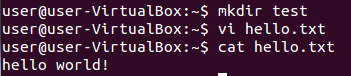 user@user-VirtualBox:~$ mkdir test
user@user-VirtualBox:~$ vi hello.txt
user@user-VirtualBox:~$ cat hello.txt
hello world!